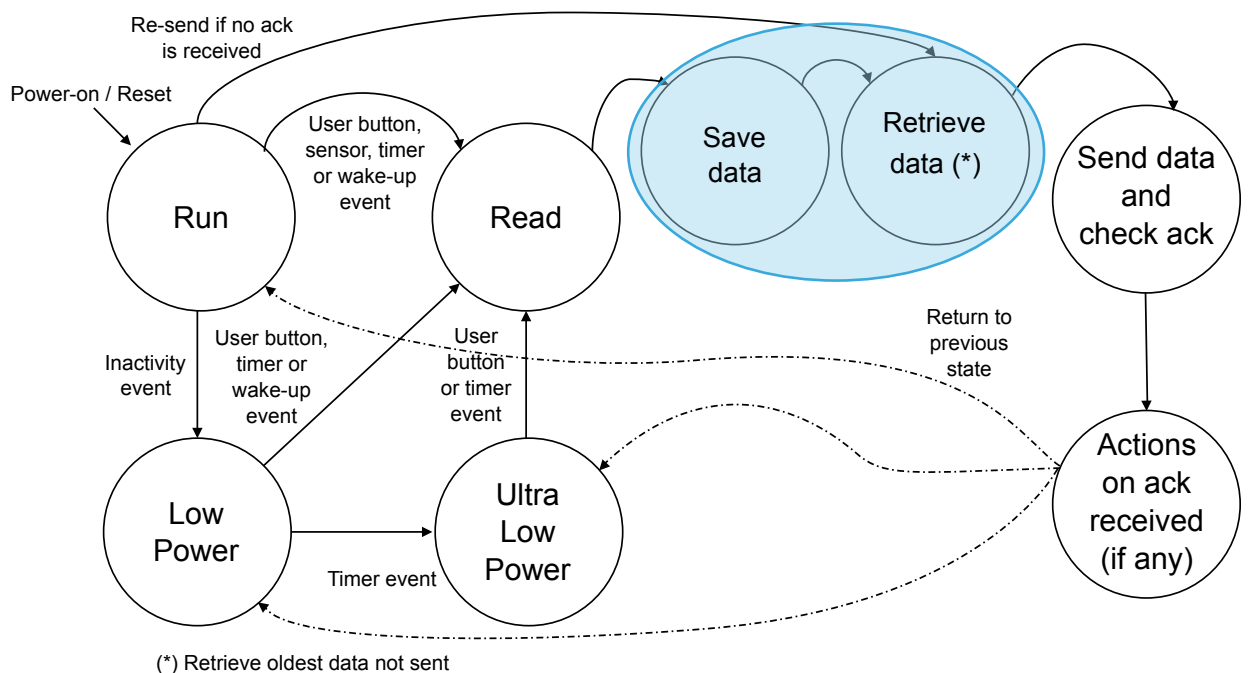 Re-send if no ack
is received
Power-on / Reset
Run
User button,
sensor, timer
or wake-up
event
Read
Save
data
Retrieve
data (*)
Send data
and
check ack
Inactivity
event
User button,
timer or
wake-up
event
User
button
or timer
event
Return to
previous
state
Low
Power
Timer event
Ultra
Low
Power
Actions
on ack
received
(if any)
(*) Retrieve oldest data not sent